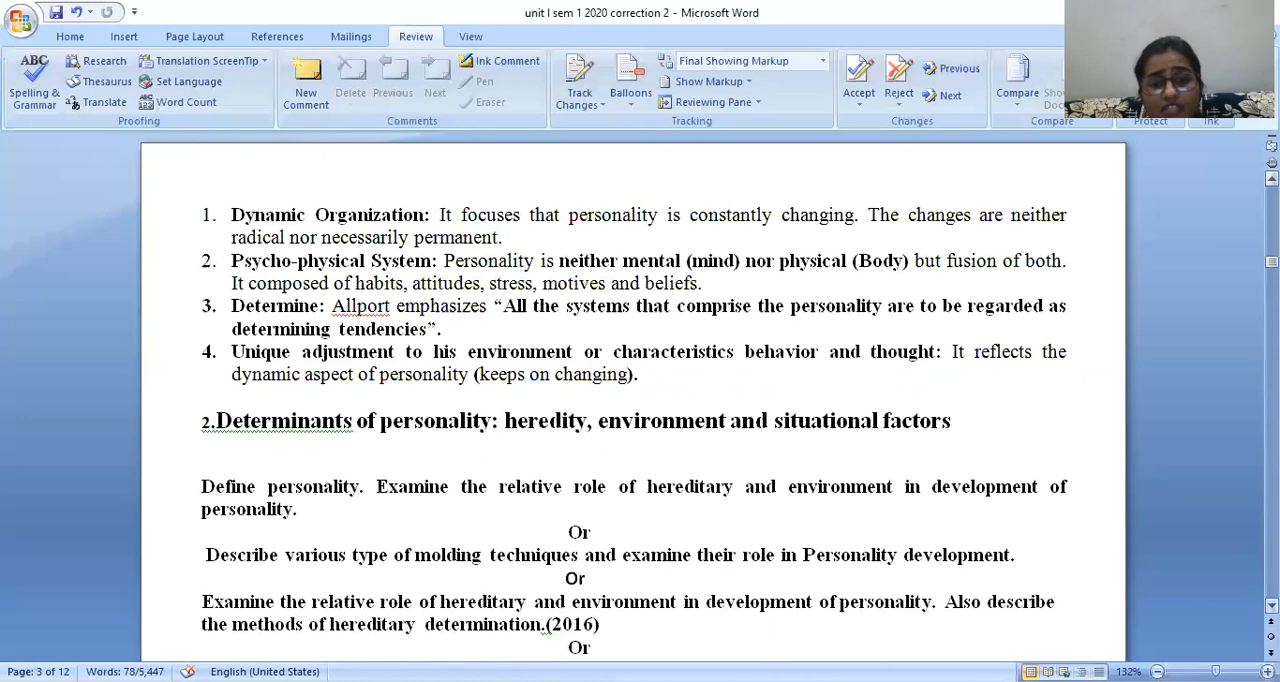 unit I sem 1 2020 correction 2 - Microsoft Word
Home Insert Page Layout References Mailings Review View
ABC Spelling & Grammar Research Thesaurus Translate Translation ScreenTip Set Language Word Count Proofing
New Comment Delete Previous Next Ink Comment Pen Eraser Comments
Track Changes Balloons Final Showing Markup Show Markup Reviewing Pane Tracking
Accept Reject Previous Next Changes
Compare Compare Protect Ink
1. Dynamic Organization: It focuses that personality is constantly changing. The changes are neither
radical nor necessarily permanent.
2. Psycho-physical System: Personality is neither mental (mind) nor physical (Body) but fusion of both.
It composed of habits, attitudes, stress, motives and beliefs.
3. Determine: Allport emphasizes “All the systems that comprise the personality are to be regarded as
determining tendencies”.
4. Unique adjustment to his environment or characteristics behavior and thought: It reflects the
dynamic aspect of personality (keeps on changing).
2.Determinants of personality: heredity, environment and situational factors
Define personality. Examine the relative role of hereditary and environment in development of
personality.
Or
Describe various type of molding techniques and examine their role in Personality development.
Or
Examine the relative role of hereditary and environment in development of personality. Also describe
the methods of hereditary determination.(2016)
Or
Page: 3 of 12 Words: 78/5,447 English (United States) 132%